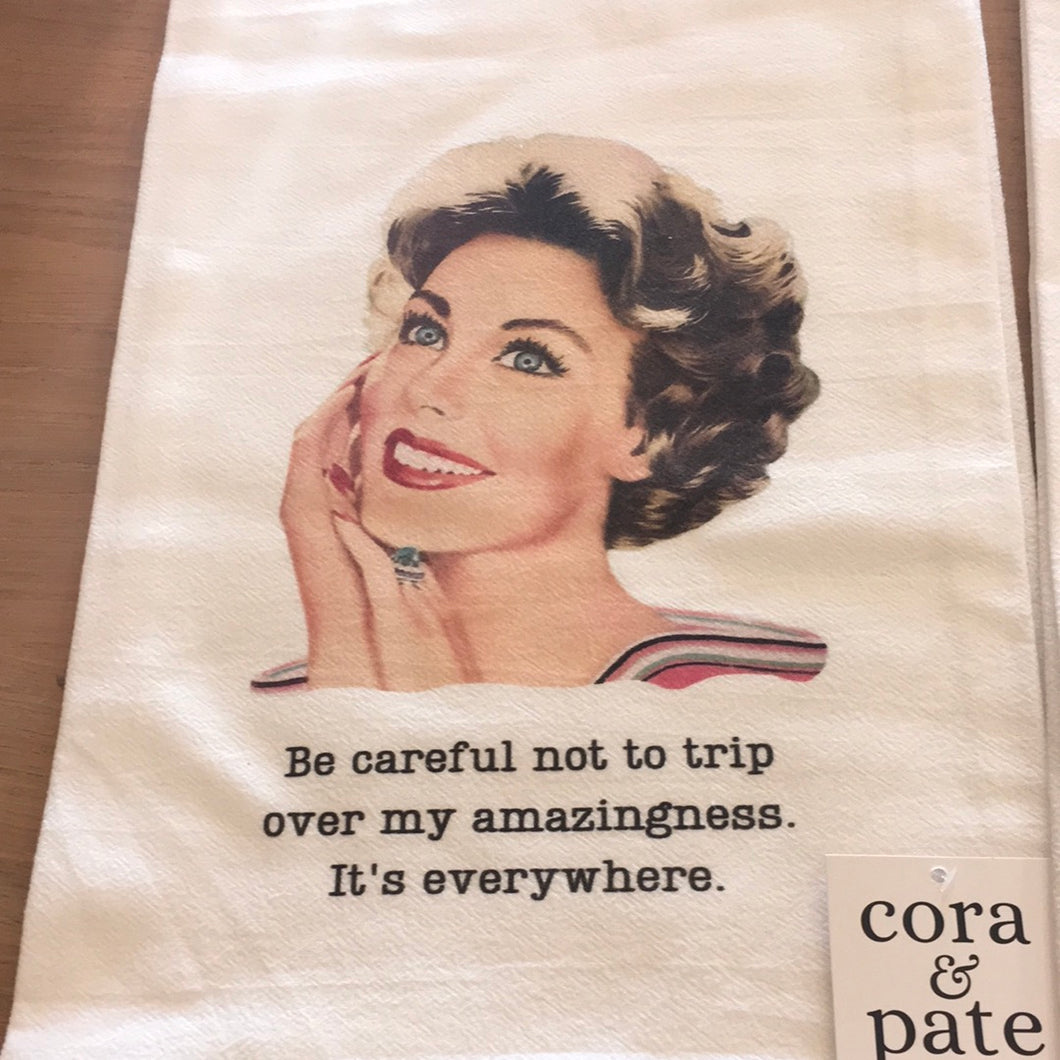 Be careful not to trip
over my amazingness.
It's everywhere.
cora
&
pate